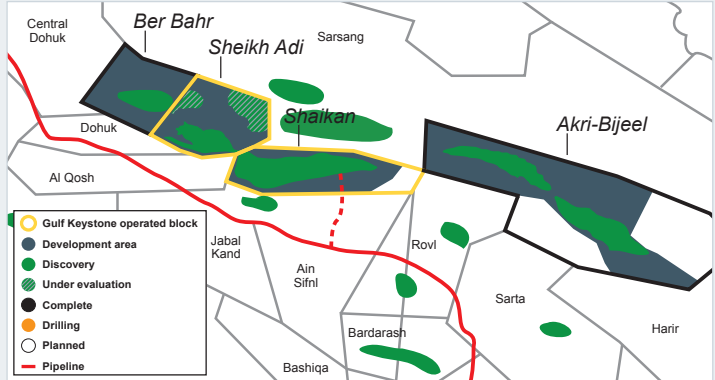 Central
Dohuk
Ber Bahr
Sheikh Adi
Sarsang
Shaikan
Akri-Bijeel
Dohuk
Al Qosh
Jabal
Kand
Ain
Sifnl
Rovl
Sarta
Harir
Bardarash
Bashiqa
Gulf Keystone operated block
Development area
Discovery
Under evaluation
Complete
Drilling
Planned
Pipeline